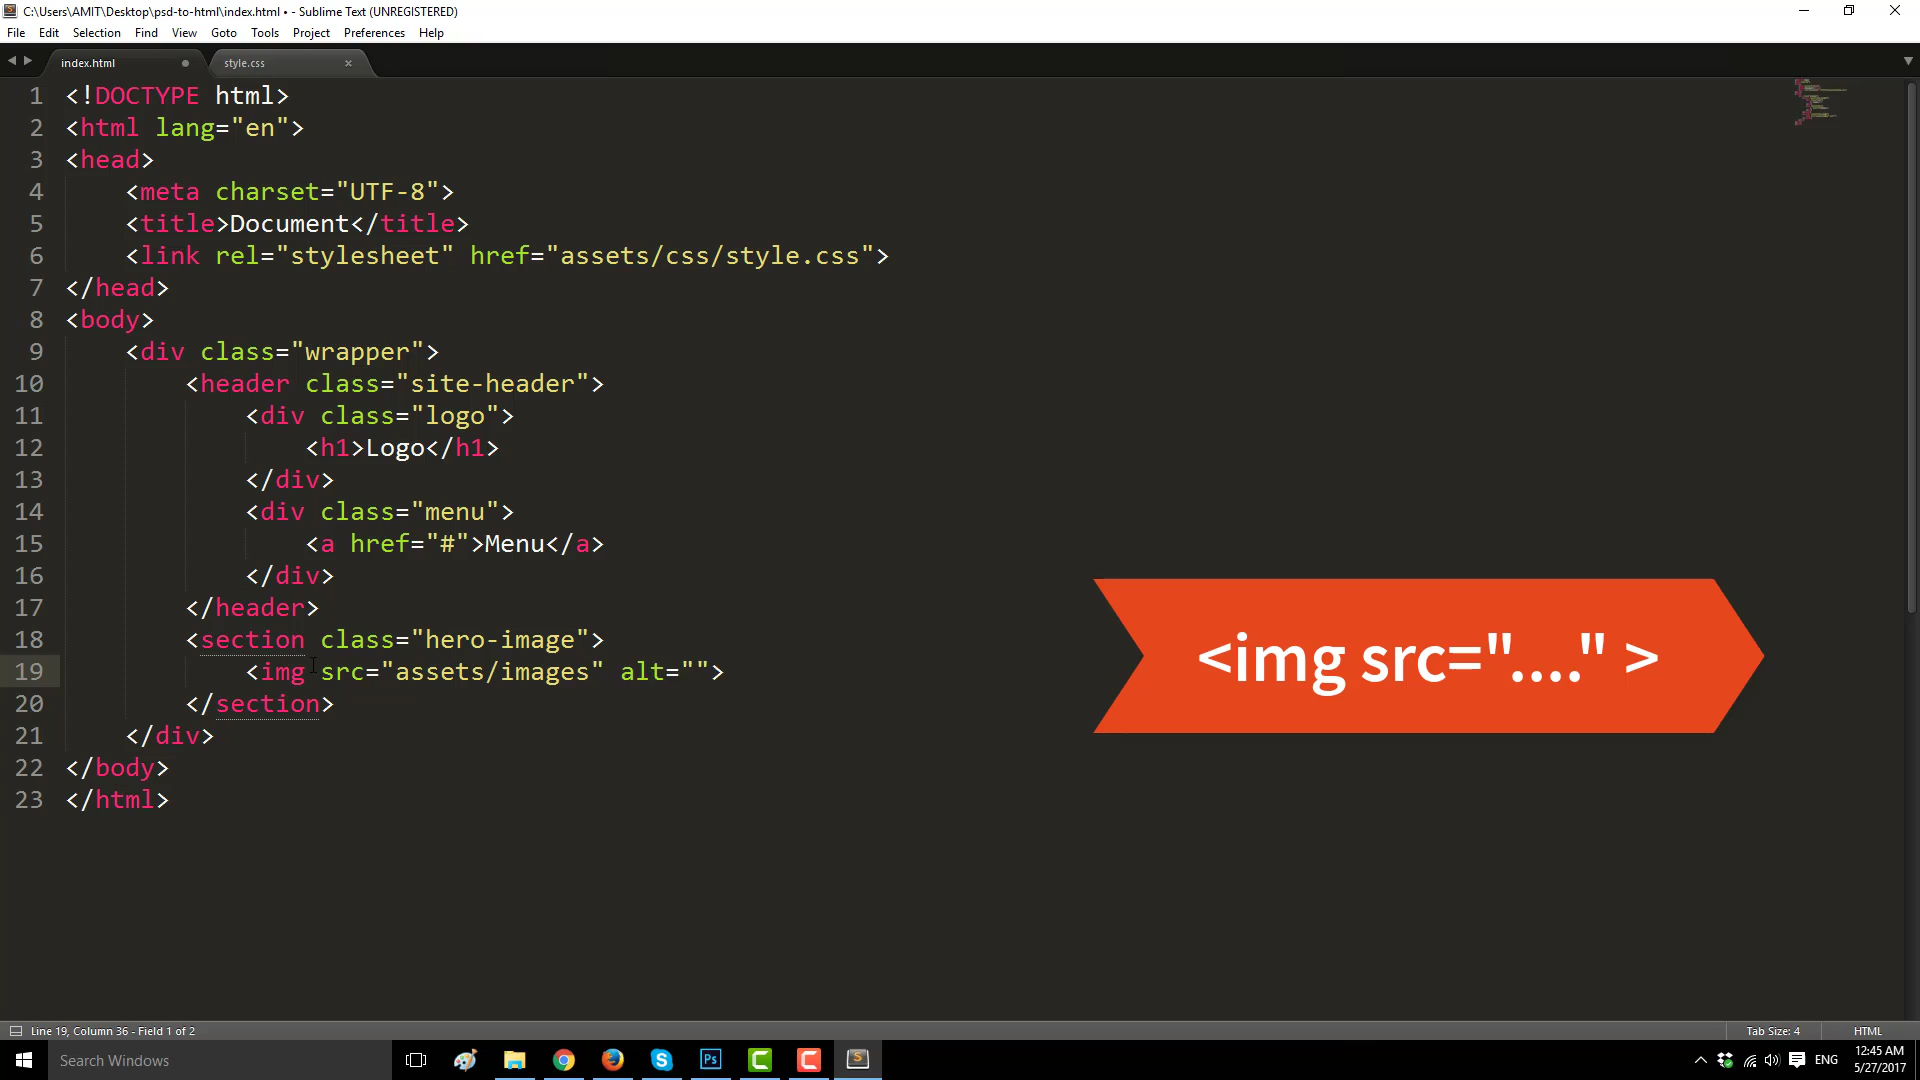 C:\Users\AMIT\Desktop\psd-to-html\index.html • - Sublime Text (UNREGISTERED)
File Edit Selection Find View Goto Tools Project Preferences Help
index.html style.css
1 <!DOCTYPE html>
2 <html lang="en">
3 <head>
4 <meta charset="UTF-8">
5 <title>Document</title>
6 <link rel="stylesheet" href="assets/css/style.css">
7 </head>
8 <body>
9 <div class="wrapper">
10 <header class="site-header">
11 <div class="logo">
12 <h1>Logo</h1>
13 </div>
14 <div class="menu">
15 <a href="#">Menu</a>
16 </div>
17 </header>
18 <section class="hero-image">
19 <img src="assets/images" alt="">
20 </section>
21 </div>
22 </body>
23 </html>
<img src="...." >
Line 19, Column 36 - Field 1 of 2 Tab Size: 4 HTML
Search Windows Ps ENG 12:45 AM
5/27/2017